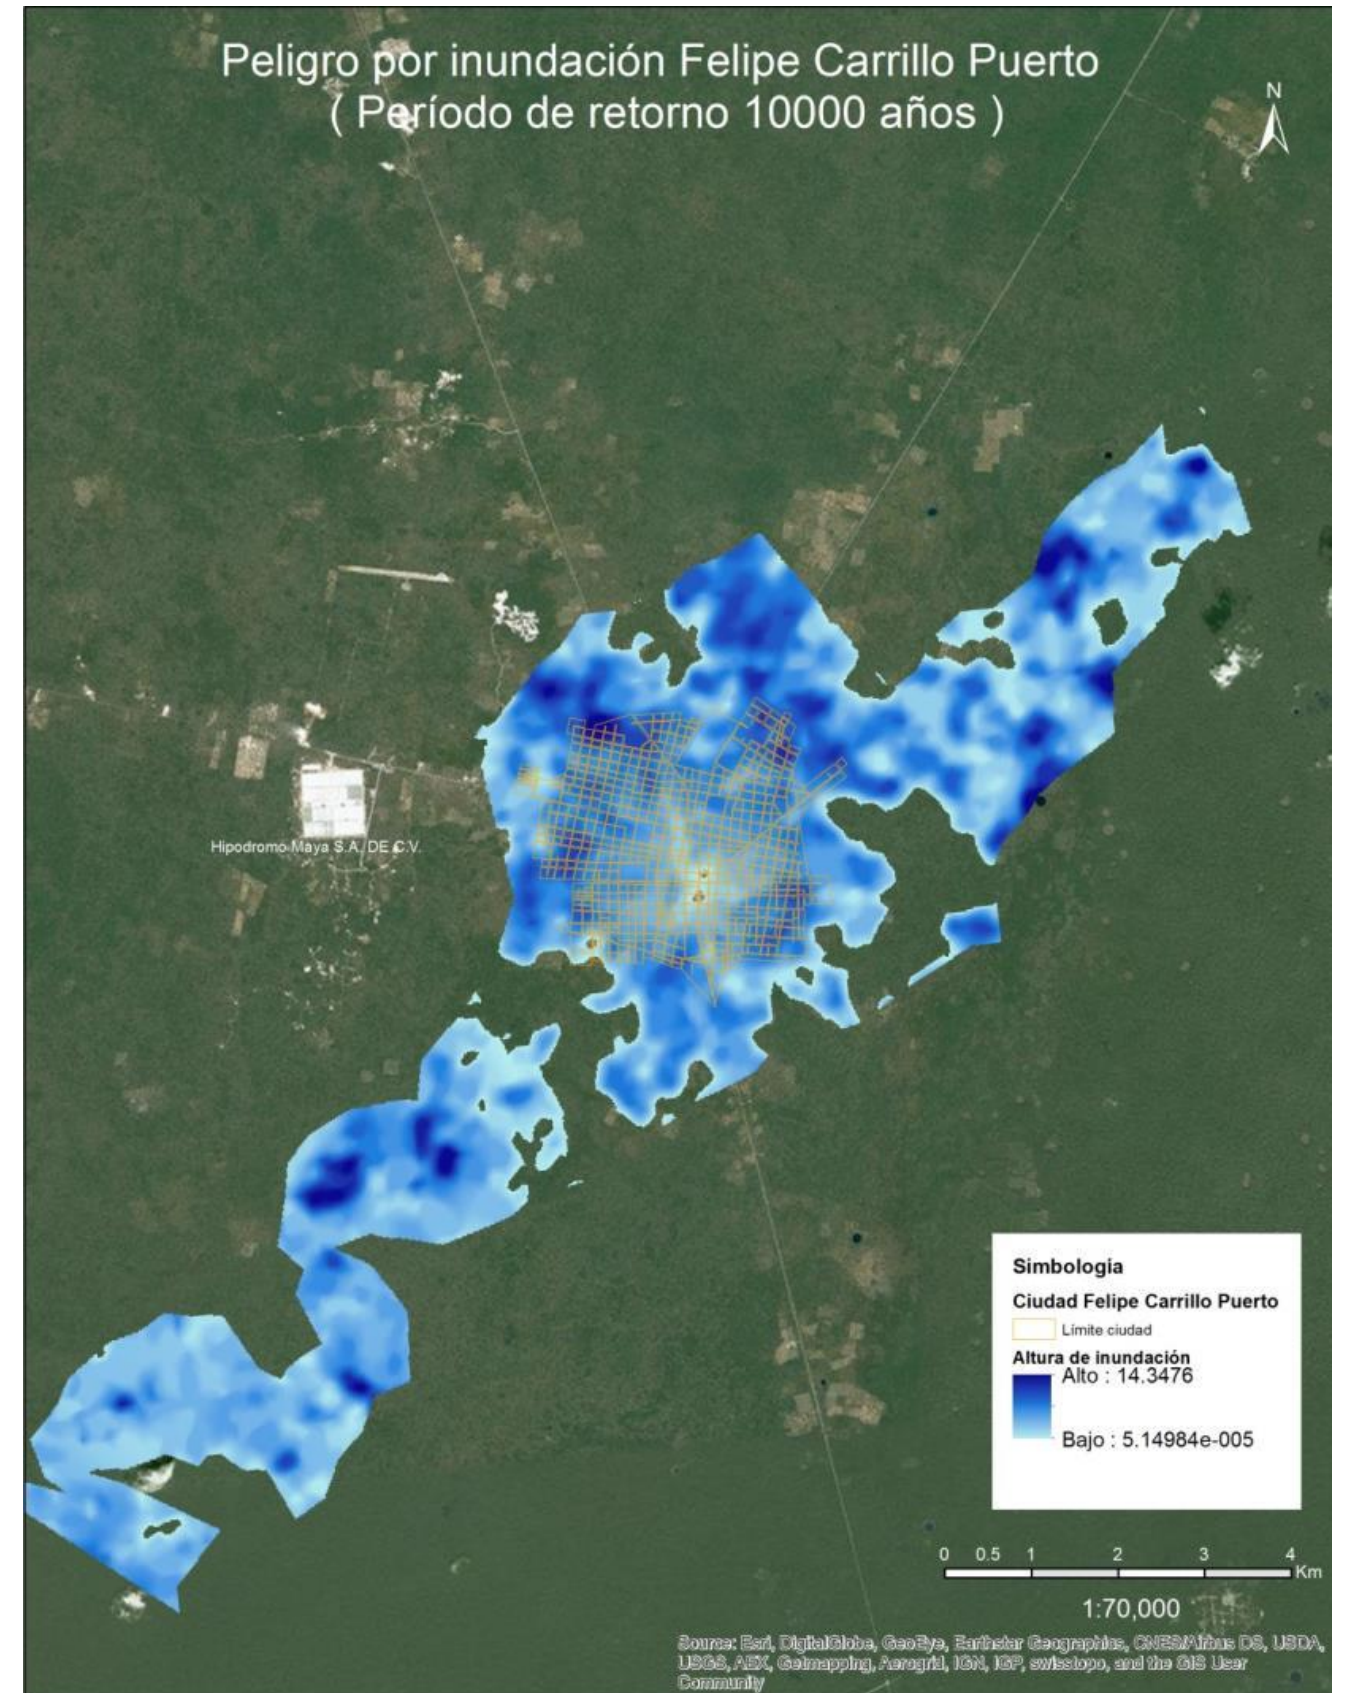 Peligro por inundación Felipe Carrillo Puerto
( Período de retorno 10000 años )
N
Hipodromo Maya S.A. DE C.V.
Simbologia
Ciudad Felipe Carrillo Puerto
Límite ciudad
Altura de inundación
Alto : 14.3476
Bajo : 5.14984e-005
0 0.5 1 2 3 4
Km
1:70,000
Source: Esri, DigitalGlobe, GeoEye, Earthstar Geographics, CNES/Airbus DS, USDA,
USGS, AEX, Getmapping, Aerogrid, IGN, IGP, swisstopo, and the GIS User
Community